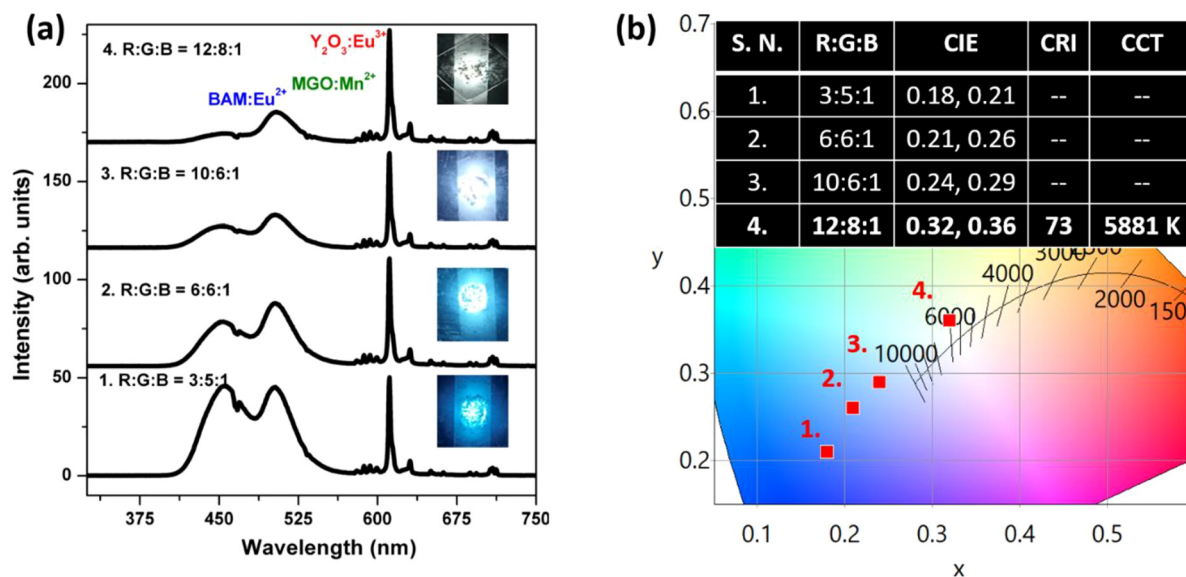 (a)
4. R:G:B = 12:8:1
Y₂O₃:Eu³⁺
MGO:Mn²⁺
BAM:Eu²⁺
3. R:G:B = 10:6:1
2. R:G:B = 6:6:1
1. R:G:B = 3:5:1
200
150
100
50
0
Intensity (arb. units)
375 450 525 600 675 750
Wavelength (nm)
(b)
S. N. R:G:B CIE CRI CCT
1. 3:5:1 0.18, 0.21 -- --
2. 6:6:1 0.21, 0.26 -- --
3. 10:6:1 0.24, 0.29 -- --
4. 12:8:1 0.32, 0.36 73 5881 K
0.7
0.6
0.5
0.4
0.3
0.2
y
3000
4000
2000
150
6000
10000
4.
3.
2.
1.
0.1 0.2 0.3 0.4 0.5
x